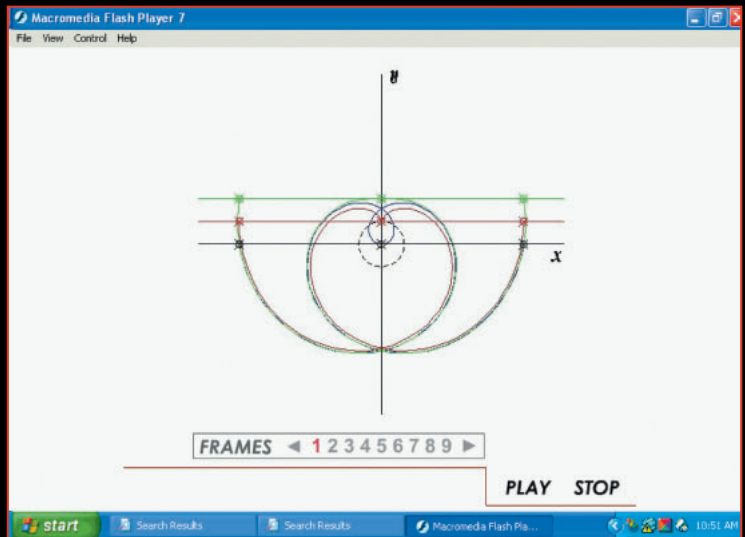 Macromedia Flash Player 7
File View Control Help
y
x
FRAMES ◄ 1 2 3 4 5 6 7 8 9 ►
PLAY STOP
start Search Results Search Results Macromedia Flash Pla... 10:51 AM